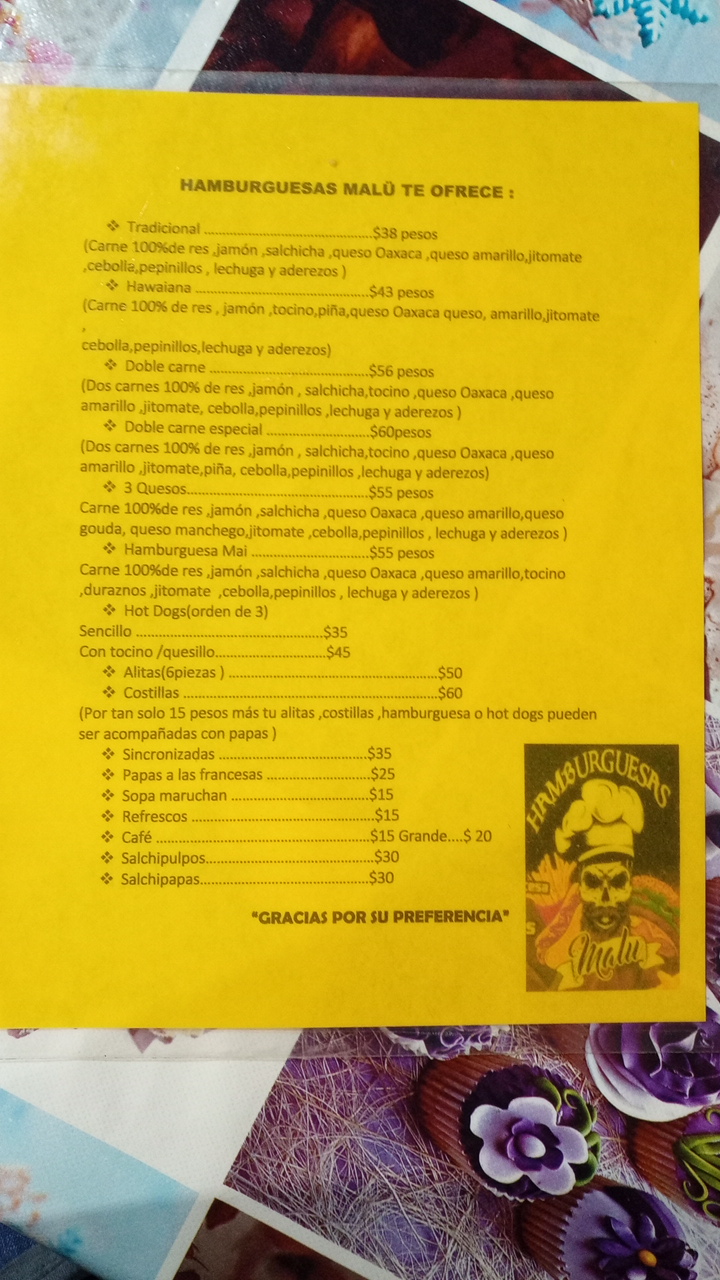 HAMBURGUESAS MALÜ TE OFRECE :
❖ Tradicional ..........................................$38 pesos
(Carne 100%de res ,jamón ,salchicha ,queso Oaxaca ,queso amarillo,jitomate
,cebolla,pepinillos , lechuga y aderezos )
❖ Hawaiana ..........................................$43 pesos
(Carne 100% de res , jamón ,tocino,piña,queso Oaxaca queso, amarillo,jitomate
,
cebolla,pepinillos,lechuga y aderezos)
❖ Doble carne ........................................$56 pesos
(Dos carnes 100% de res ,jamón , salchicha,tocino ,queso Oaxaca ,queso
amarillo ,jitomate, cebolla,pepinillos ,lechuga y aderezos )
❖ Doble carne especial ..........................$60pesos
(Dos carnes 100% de res ,jamón , salchicha,tocino ,queso Oaxaca ,queso
amarillo ,jitomate,piña, cebolla,pepinillos ,lechuga y aderezos)
❖ 3 Quesos.............................................$55 pesos
Carne 100%de res ,jamón ,salchicha ,queso Oaxaca ,queso amarillo,queso
gouda, queso manchego,jitomate ,cebolla,pepinillos , lechuga y aderezos )
❖ Hamburguesa Mai .............................$55 pesos
Carne 100%de res ,jamón ,salchicha ,queso Oaxaca ,queso amarillo,tocino
,duraznos ,jitomate ,cebolla,pepinillos , lechuga y aderezos )
❖ Hot Dogs(orden de 3)
Sencillo ...............................................$35
Con tocino /quesillo...........................$45
❖ Alitas(6piezas ) ....................................................$50
❖ Costillas ...............................................................$60
(Por tan solo 15 pesos más tu alitas ,costillas ,hamburguesa o hot dogs pueden
ser acompañadas con papas )
❖ Sincronizadas .....................................$35
❖ Papas a las francesas ..........................$25
❖ Sopa maruchan ..................................$15
❖ Refrescos .............................................$15
❖ Café .....................................................$15 Grande....$ 20
❖ Salchipulpos.........................................$30
❖ Salchipapas..........................................$30
"GRACIAS POR SU PREFERENCIA"
HAMBURGUESAS
Malu